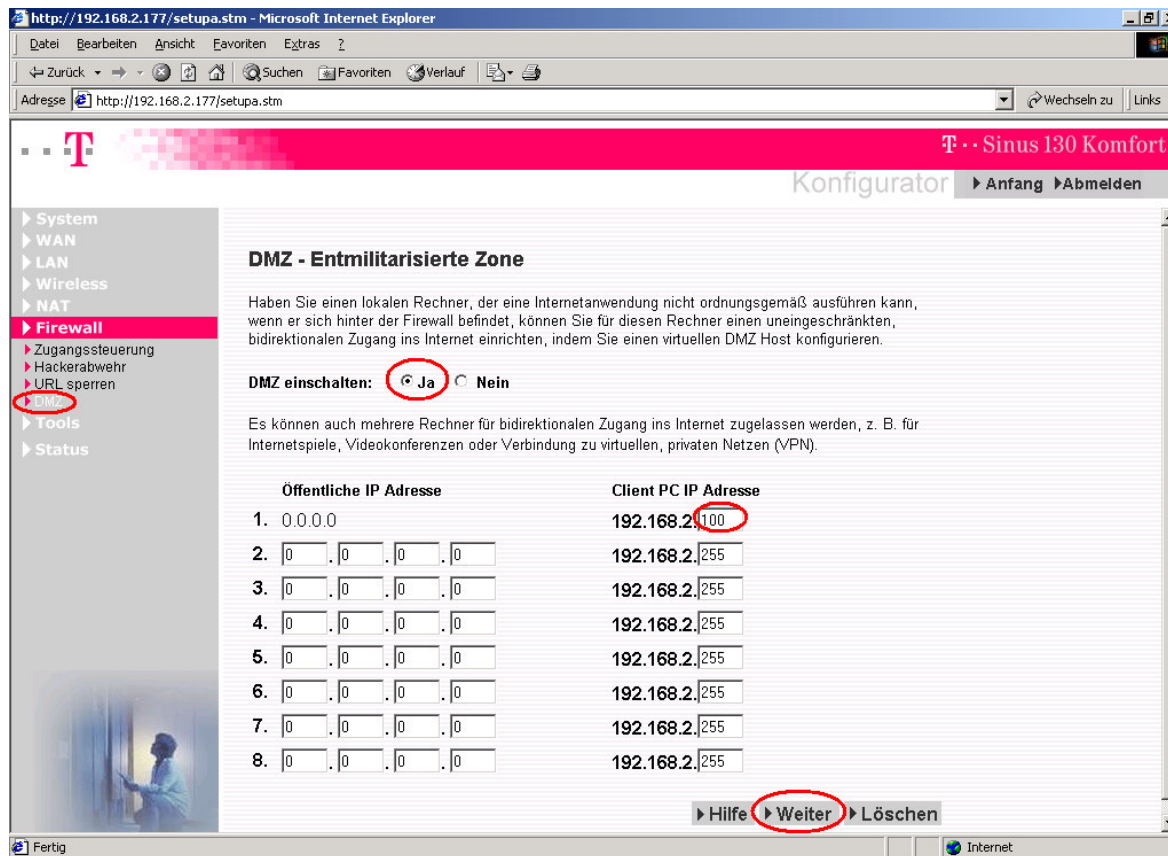 http://192.168.2.177/setupa.stm - Microsoft Internet Explorer
Datei Bearbeiten Ansicht Favoriten Extras ?
Zurück Suchen Favoriten Verlauf
Adresse http://192.168.2.177/setupa.stm Wechseln zu Links
T T · · Sinus 130 Komfort
Konfigurator Anfang Abmelden
System
WAN
LAN
Wireless
NAT
Firewall
Zugangssteuerung
Hackerabwehr
URL sperren
DMZ
Tools
Status
DMZ - Entmilitarisierte Zone
Haben Sie einen lokalen Rechner, der eine Internetanwendung nicht ordnungsgemäß ausführen kann,
wenn er sich hinter der Firewall befindet, können Sie für diesen Rechner einen uneingeschränkten,
bidirektionalen Zugang ins Internet einrichten, indem Sie einen virtuellen DMZ Host konfigurieren.
DMZ einschalten: Ja Nein
Es können auch mehrere Rechner für bidirektionalen Zugang ins Internet zugelassen werden, z. B. für
Internetspiele, Videokonferenzen oder Verbindung zu virtuellen, privaten Netzen (VPN).
Öffentliche IP Adresse Client PC IP Adresse
1. 0.0.0.0 192.168.2.100
2. 0 . 0 . 0 . 0 192.168.2.255
3. 0 . 0 . 0 . 0 192.168.2.255
4. 0 . 0 . 0 . 0 192.168.2.255
5. 0 . 0 . 0 . 0 192.168.2.255
6. 0 . 0 . 0 . 0 192.168.2.255
7. 0 . 0 . 0 . 0 192.168.2.255
8. 0 . 0 . 0 . 0 192.168.2.255
Hilfe Weiter Löschen
Fertig Internet